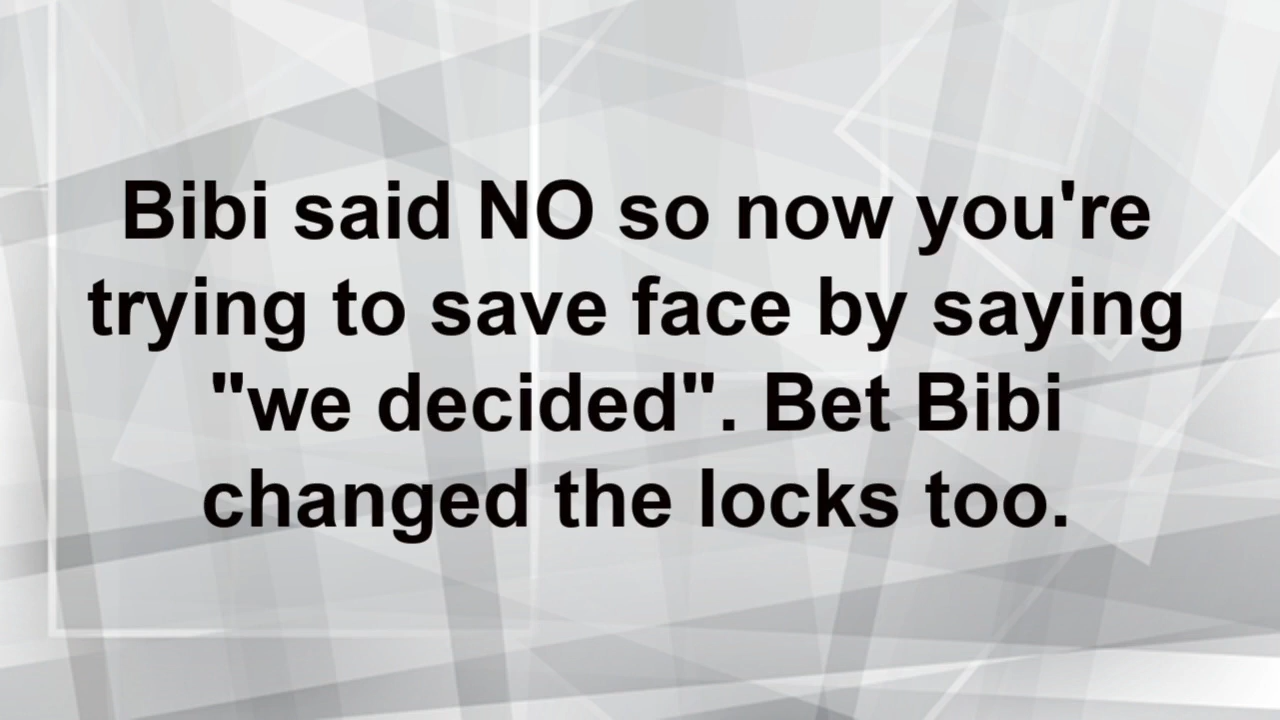 Bibi said NO so now you're
trying to save face by saying
"we decided". Bet Bibi
changed the locks too.